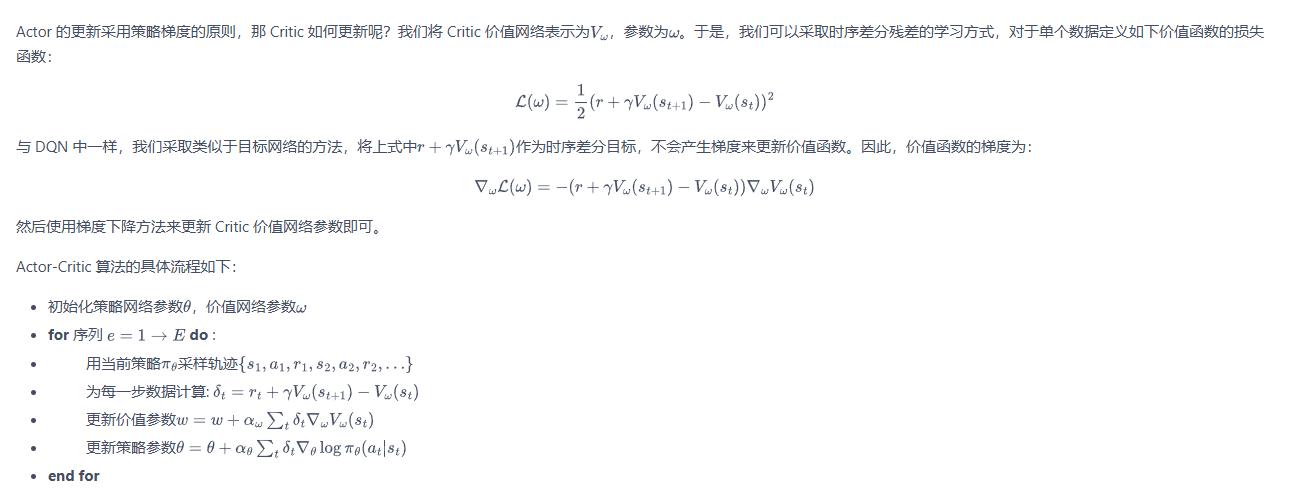 Actor 的更新采用策略梯度的原则，那 Critic 如何更新呢？我们将 Critic 价值网络表示为$V_\omega$，参数为$\omega$。于是，我们可以采取时序差分残差的学习方式，对于单个数据定义如下价值函数的损失
函数：
$$\mathcal{L}(\omega) = \frac{1}{2}(r + \gamma V_\omega(s_{t+1}) - V_\omega(s_t))^2$$
与 DQN 中一样，我们采取类似于目标网络的方法，将上式中$r + \gamma V_\omega(s_{t+1})$作为时序差分目标，不会产生梯度来更新价值函数。因此，价值函数的梯度为：
$$\nabla_\omega \mathcal{L}(\omega) = -(r + \gamma V_\omega(s_{t+1}) - V_\omega(s_t))\nabla_\omega V_\omega(s_t)$$
然后使用梯度下降方法来更新 Critic 价值网络参数即可。
Actor-Critic 算法的具体流程如下：
• 初始化策略网络参数$\theta$，价值网络参数$\omega$
• for 序列 $e = 1 \to E$ do :
• 用当前策略$\pi_\theta$采样轨迹$\{s_1, a_1, r_1, s_2, a_2, r_2, \ldots\}$
• 为每一步数据计算: $\delta_t = r_t + \gamma V_\omega(s_{t+1}) - V_\omega(s_t)$
• 更新价值参数$w = w + \alpha_\omega \sum_t \delta_t \nabla_\omega V_\omega(s_t)$
• 更新策略参数$\theta = \theta + \alpha_\theta \sum_t \delta_t \nabla_\theta \log \pi_\theta(a_t|s_t)$
• end for